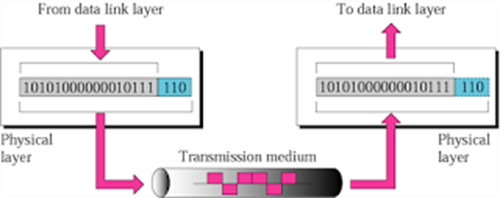 From data link layer
To data link layer
10101000000010111 110
10101000000010111 110
Physical layer
Physical layer
Transmission medium